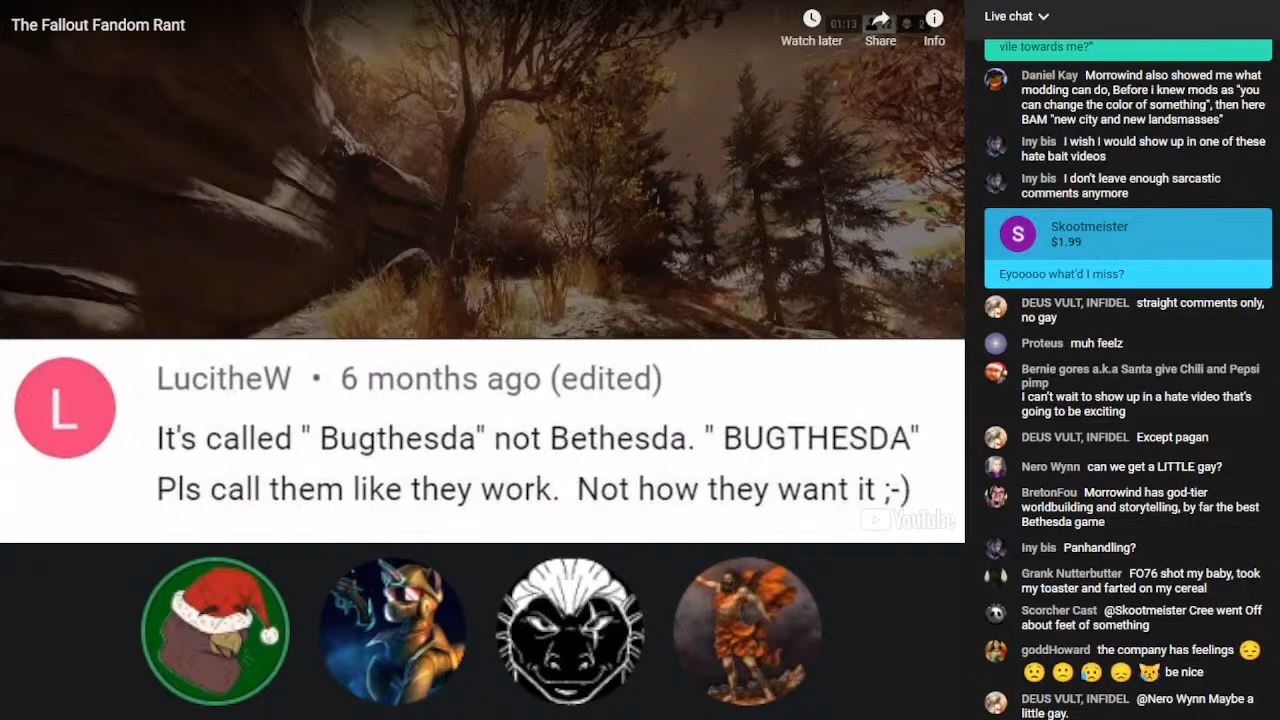 The Fallout Fandom Rant
01:13
2
Watch later
Share
Info
L
LucitheW • 6 months ago (edited)
It's called " Bugthesda" not Bethesda. " BUGTHESDA"
Pls call them like they work.  Not how they want it ;-)
YouTube
Live chat
vile towards me?"
Daniel Kay Morrowind also showed me what
modding can do, Before i knew mods as "you
can change the color of something", then here
BAM "new city and new landsmasses"
Iny bis I wish I would show up in one of these
hate bait videos
Iny bis I don't leave enough sarcastic
comments anymore
S
Skootmeister
$1.99
Eyooooo what'd I miss?
DEUS VULT, INFIDEL straight comments only,
no gay
Proteus muh feelz
Bernie gores a.k.a Santa give Chili and Pepsi
pimp
I can't wait to show up in a hate video that's
going to be exciting
DEUS VULT, INFIDEL Except pagan
Nero Wynn can we get a LITTLE gay?
BretonFou Morrowind has god-tier
worldbuilding and storytelling, by far the best
Bethesda game
Iny bis Panhandling?
Grank Nutterbutter FO76 shot my baby, took
my toaster and farted on my cereal
Scorcher Cast @Skootmeister Cree went Off
about feet of something
goddHoward the company has feelings
be nice
DEUS VULT, INFIDEL @Nero Wynn Maybe a
little gay.